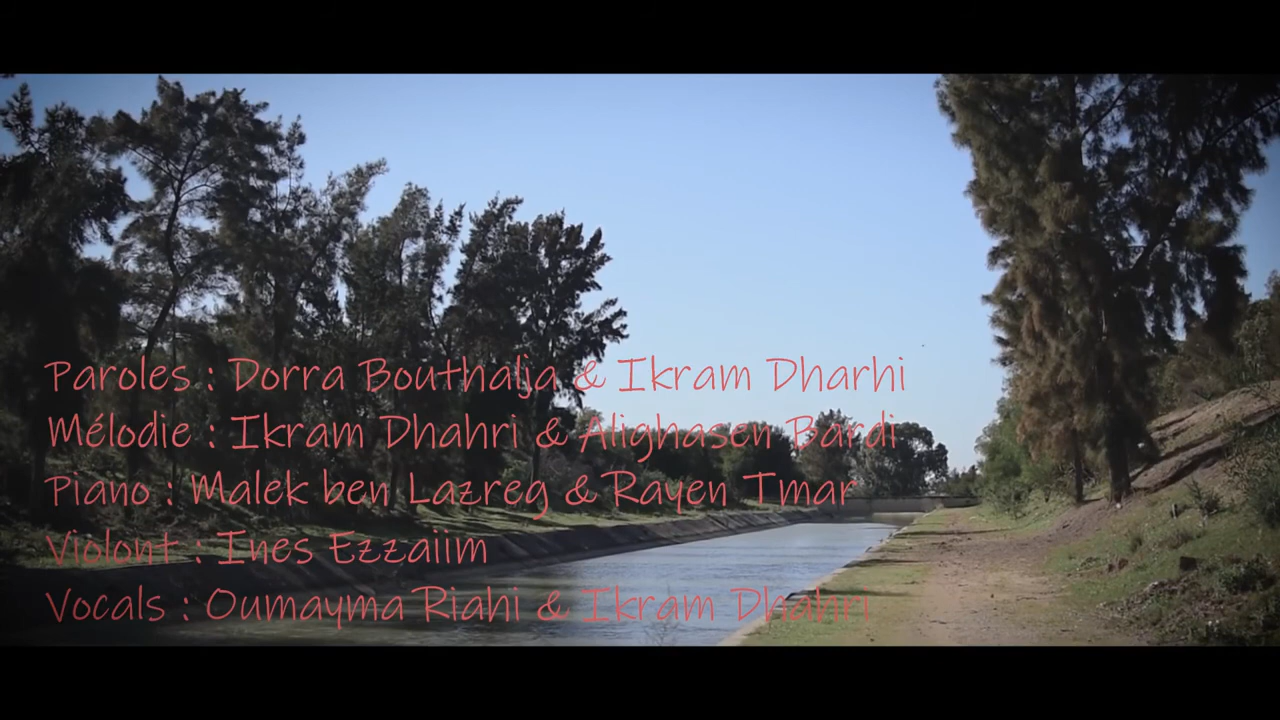 Paroles : Dorra Bouthalja & Ikram Dharhi
Mélodie : Ikram Dhahri & Alighasen Bardi
Piano : Malek ben Lazreg & Rayen Tmar
Violont : Ines Ezzaiim
Vocals : Oumayma Riahi & Ikram Dhahri